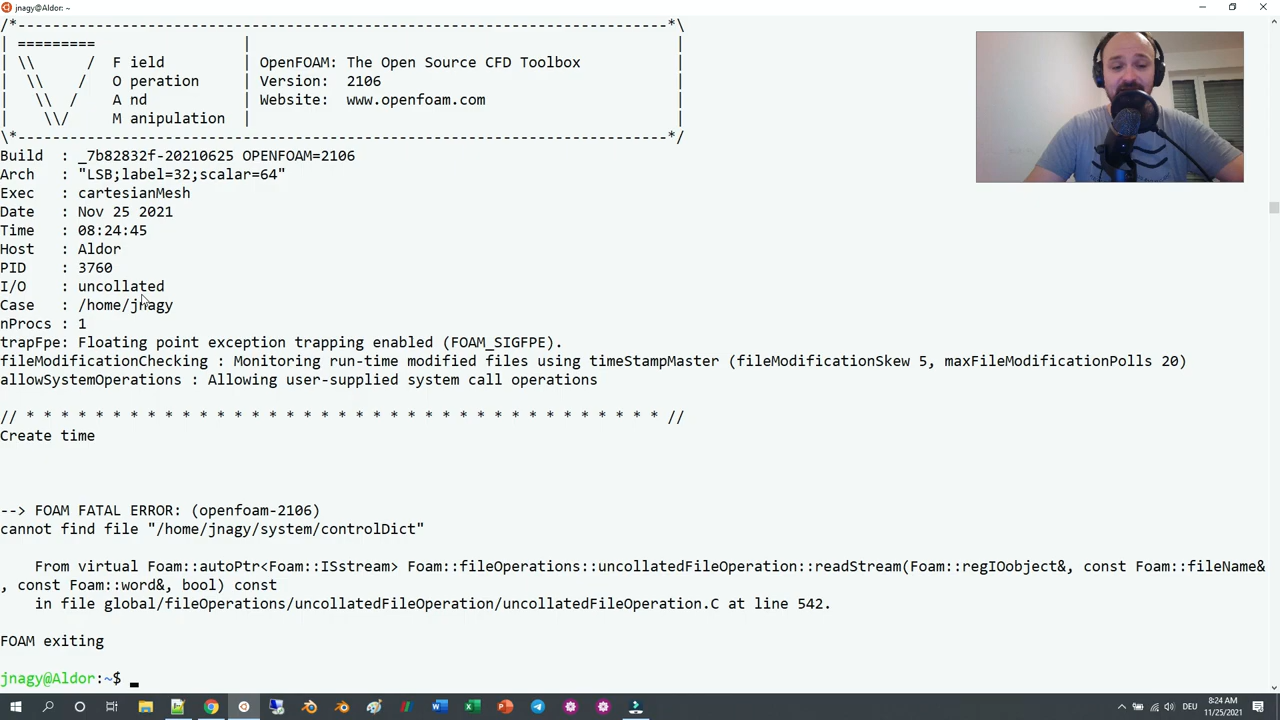 jnagy@Aldor: ~
/*---------------------------------------------------------------------------*\
| =========                 |                                                 |
| \\      /  F ield         | OpenFOAM: The Open Source CFD Toolbox           |
|  \\    /   O peration     | Version:  2106                                  |
|   \\  /    A nd           | Website:  www.openfoam.com                      |
|    \\/     M anipulation  |                                                 |
\*---------------------------------------------------------------------------*/
Build  : _7b82832f-20210625 OPENFOAM=2106
Arch   : "LSB;label=32;scalar=64"
Exec   : cartesianMesh
Date   : Nov 25 2021
Time   : 08:24:45
Host   : Aldor
PID    : 3760
I/O    : uncollated
Case   : /home/jnagy
nProcs : 1
trapFpe: Floating point exception trapping enabled (FOAM_SIGFPE).
fileModificationChecking : Monitoring run-time modified files using timeStampMaster (fileModificationSkew 5, maxFileModificationPolls 20)
allowSystemOperations : Allowing user-supplied system call operations
// * * * * * * * * * * * * * * * * * * * * * * * * * * * * * * * * * * * * * //
Create time
--> FOAM FATAL ERROR: (openfoam-2106)
cannot find file "/home/jnagy/system/controlDict"
From virtual Foam::autoPtr<Foam::ISstream> Foam::fileOperations::uncollatedFileOperation::readStream(Foam::regIOobject&, const Foam::fileName&
, const Foam::word&, bool) const
in file global/fileOperations/uncollatedFileOperation/uncollatedFileOperation.C at line 542.
FOAM exiting
jnagy@Aldor:~$ _
DEU
8:24 AM
11/25/2021